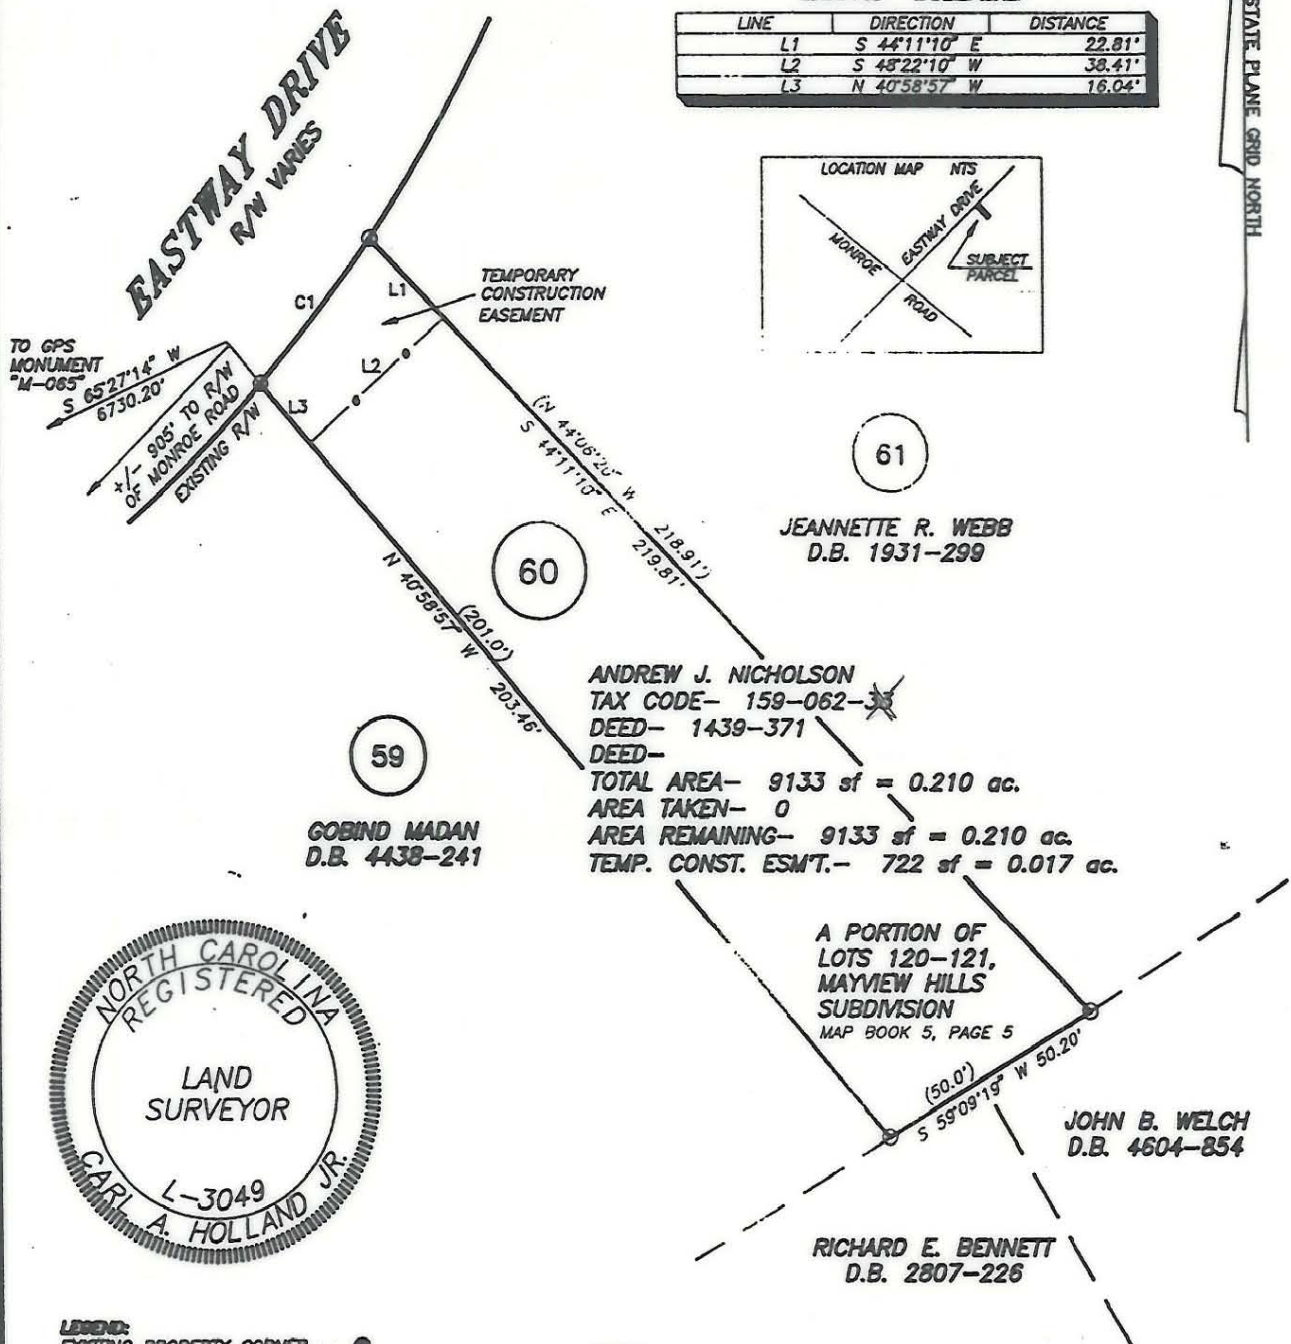 LINE DIRECTION DISTANCE
L1 S 44°11'10" E 22.81'
L2 S 48°22'10" W 38.41'
L3 N 40°58'57" W 16.04'
STATE PLANE GRID NORTH
EASTWAY DRIVE
R/W VARIES
LOCATION MAP NTS
EASTWAY DRIVE
MONROE
ROAD
SUBJECT
PARCEL
TEMPORARY
CONSTRUCTION
EASEMENT
C1
L1
L2
L3
TO GPS
MONUMENT
"M-065"
S 65°27'14" W
6730.20'
+/- 905' TO R/W
OF MONROE ROAD
EXISTING R/W
(N 44°06'20" W 218.91')
S 44°11'10" E 219.81'
61
JEANNETTE R. WEBB
D.B. 1931-299
60
(201.0')
N 40°58'57" W 203.46'
59
GOBIND MADAN
D.B. 4438-241
ANDREW J. NICHOLSON
TAX CODE- 159-062-33
DEED- 1439-371
DEED-
TOTAL AREA- 9133 sf = 0.210 ac.
AREA TAKEN- 0
AREA REMAINING- 9133 sf = 0.210 ac.
TEMP. CONST. ESM'T.- 722 sf = 0.017 ac.
A PORTION OF
LOTS 120-121,
MAYVIEW HILLS
SUBDIVISION
MAP BOOK 5, PAGE 5
(50.0')
S 59°09'19" W 50.20'
JOHN B. WELCH
D.B. 4604-854
RICHARD E. BENNETT
D.B. 2807-226
NORTH CAROLINA
REGISTERED
LAND
SURVEYOR
L-3049
CARL A. HOLLAND JR.
LEGEND:
EXISTING PROPERTY CORNER